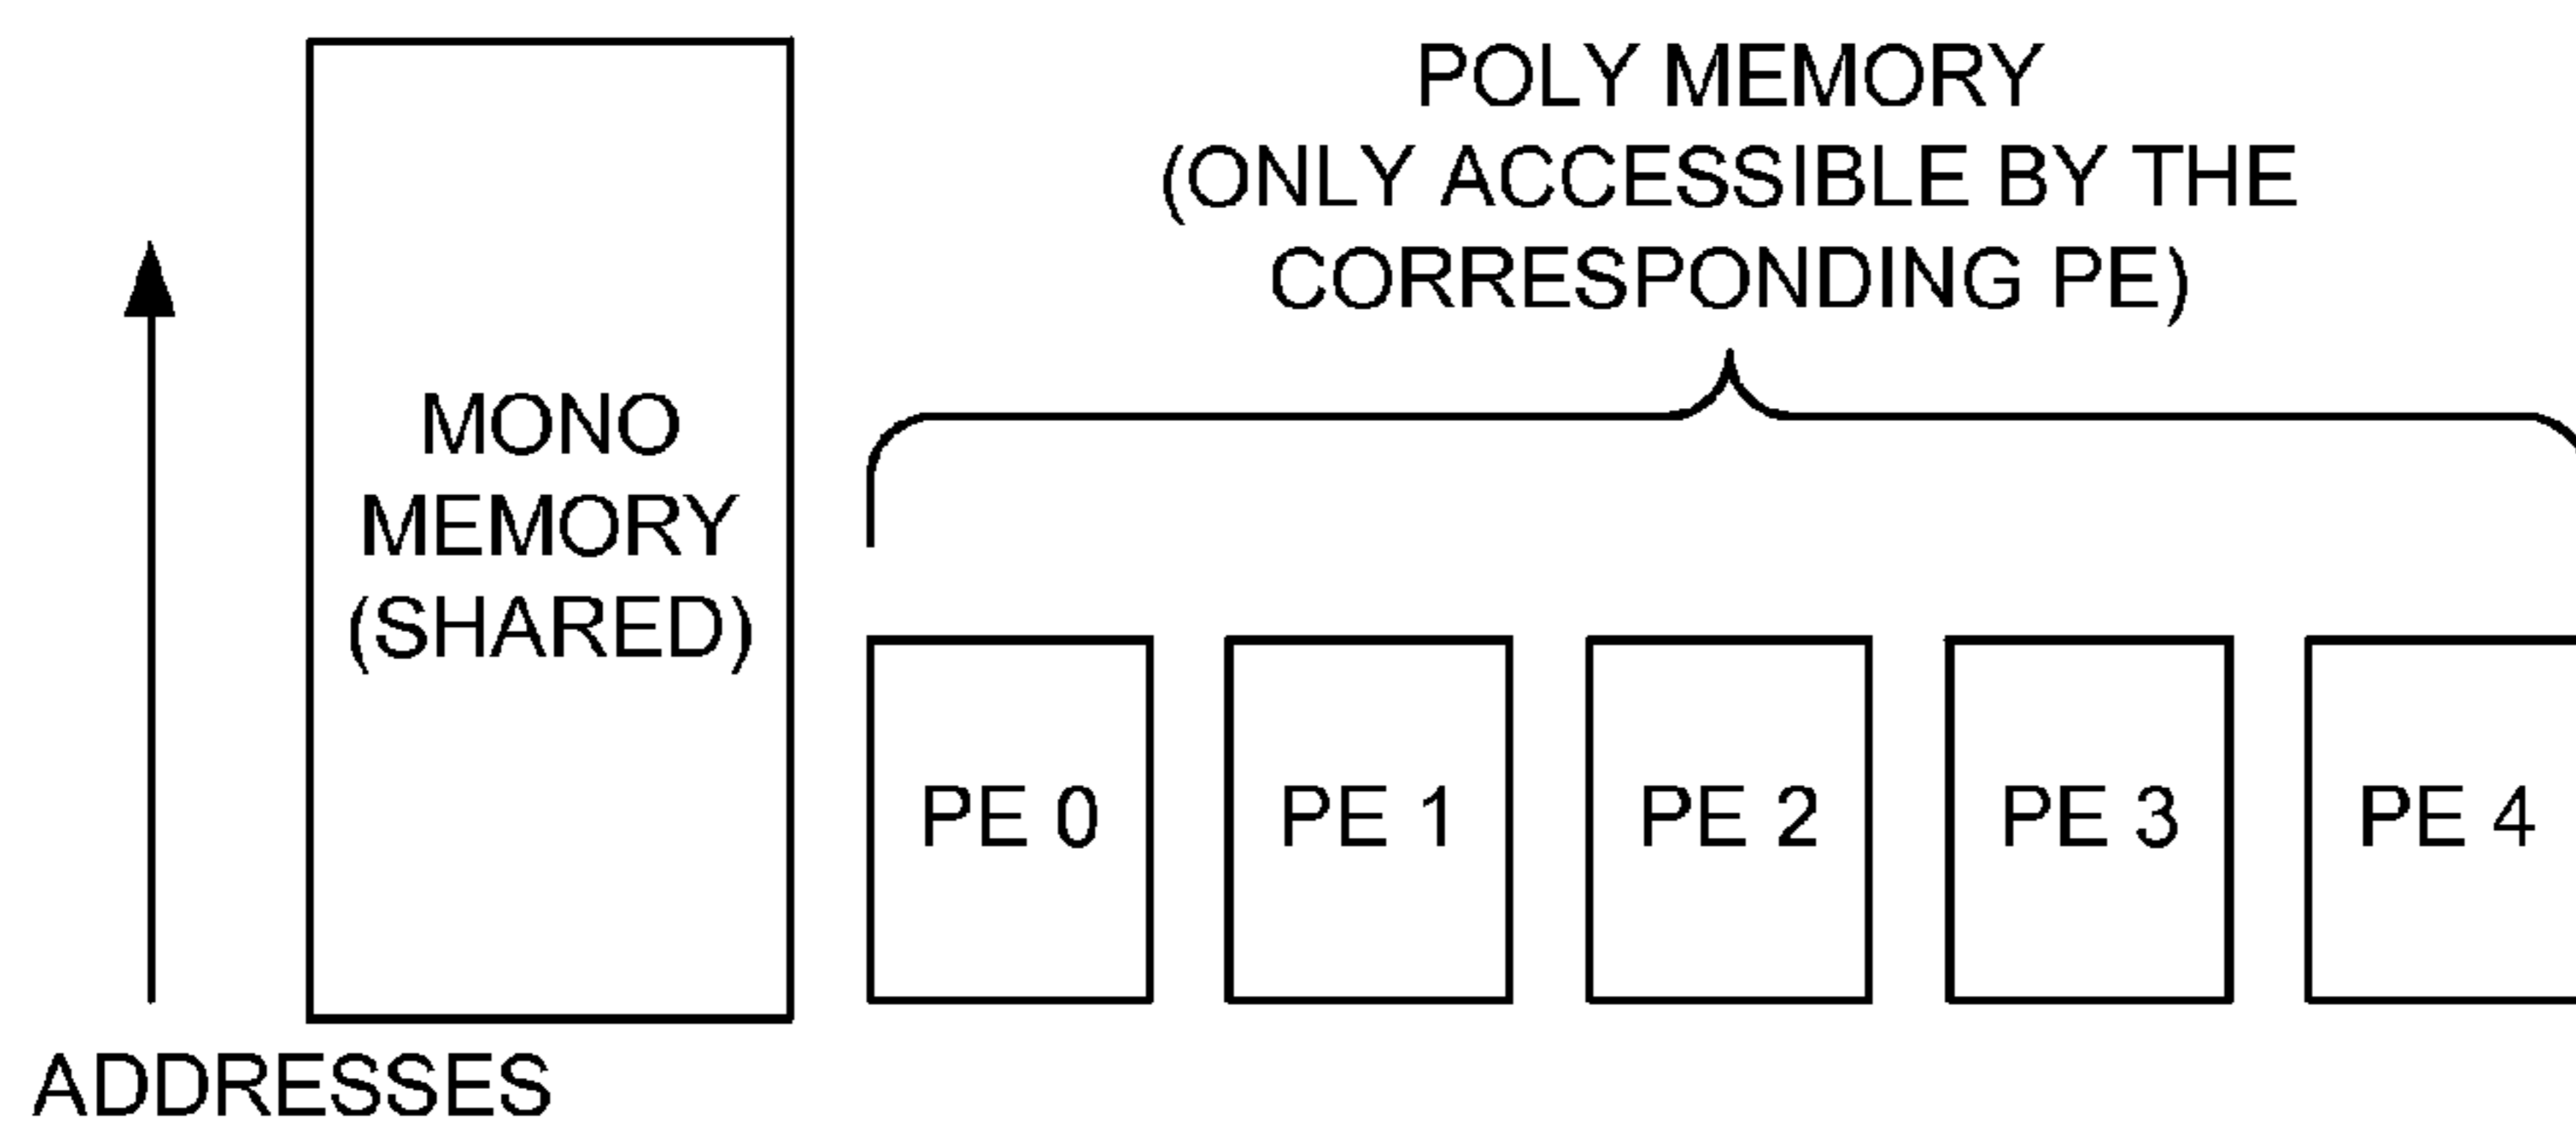 POLY MEMORY
(ONLY ACCESSIBLE BY THE
CORRESPONDING PE)
MONO
MEMORY
(SHARED)
PE 0
PE 1
PE 2
PE 3
PE 4
ADDRESSES